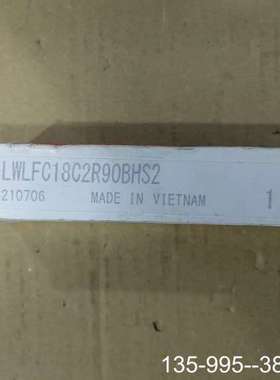 LWLFC18C2R90BHS2
210706 MADE IN VIETNAM 1
135-995--38